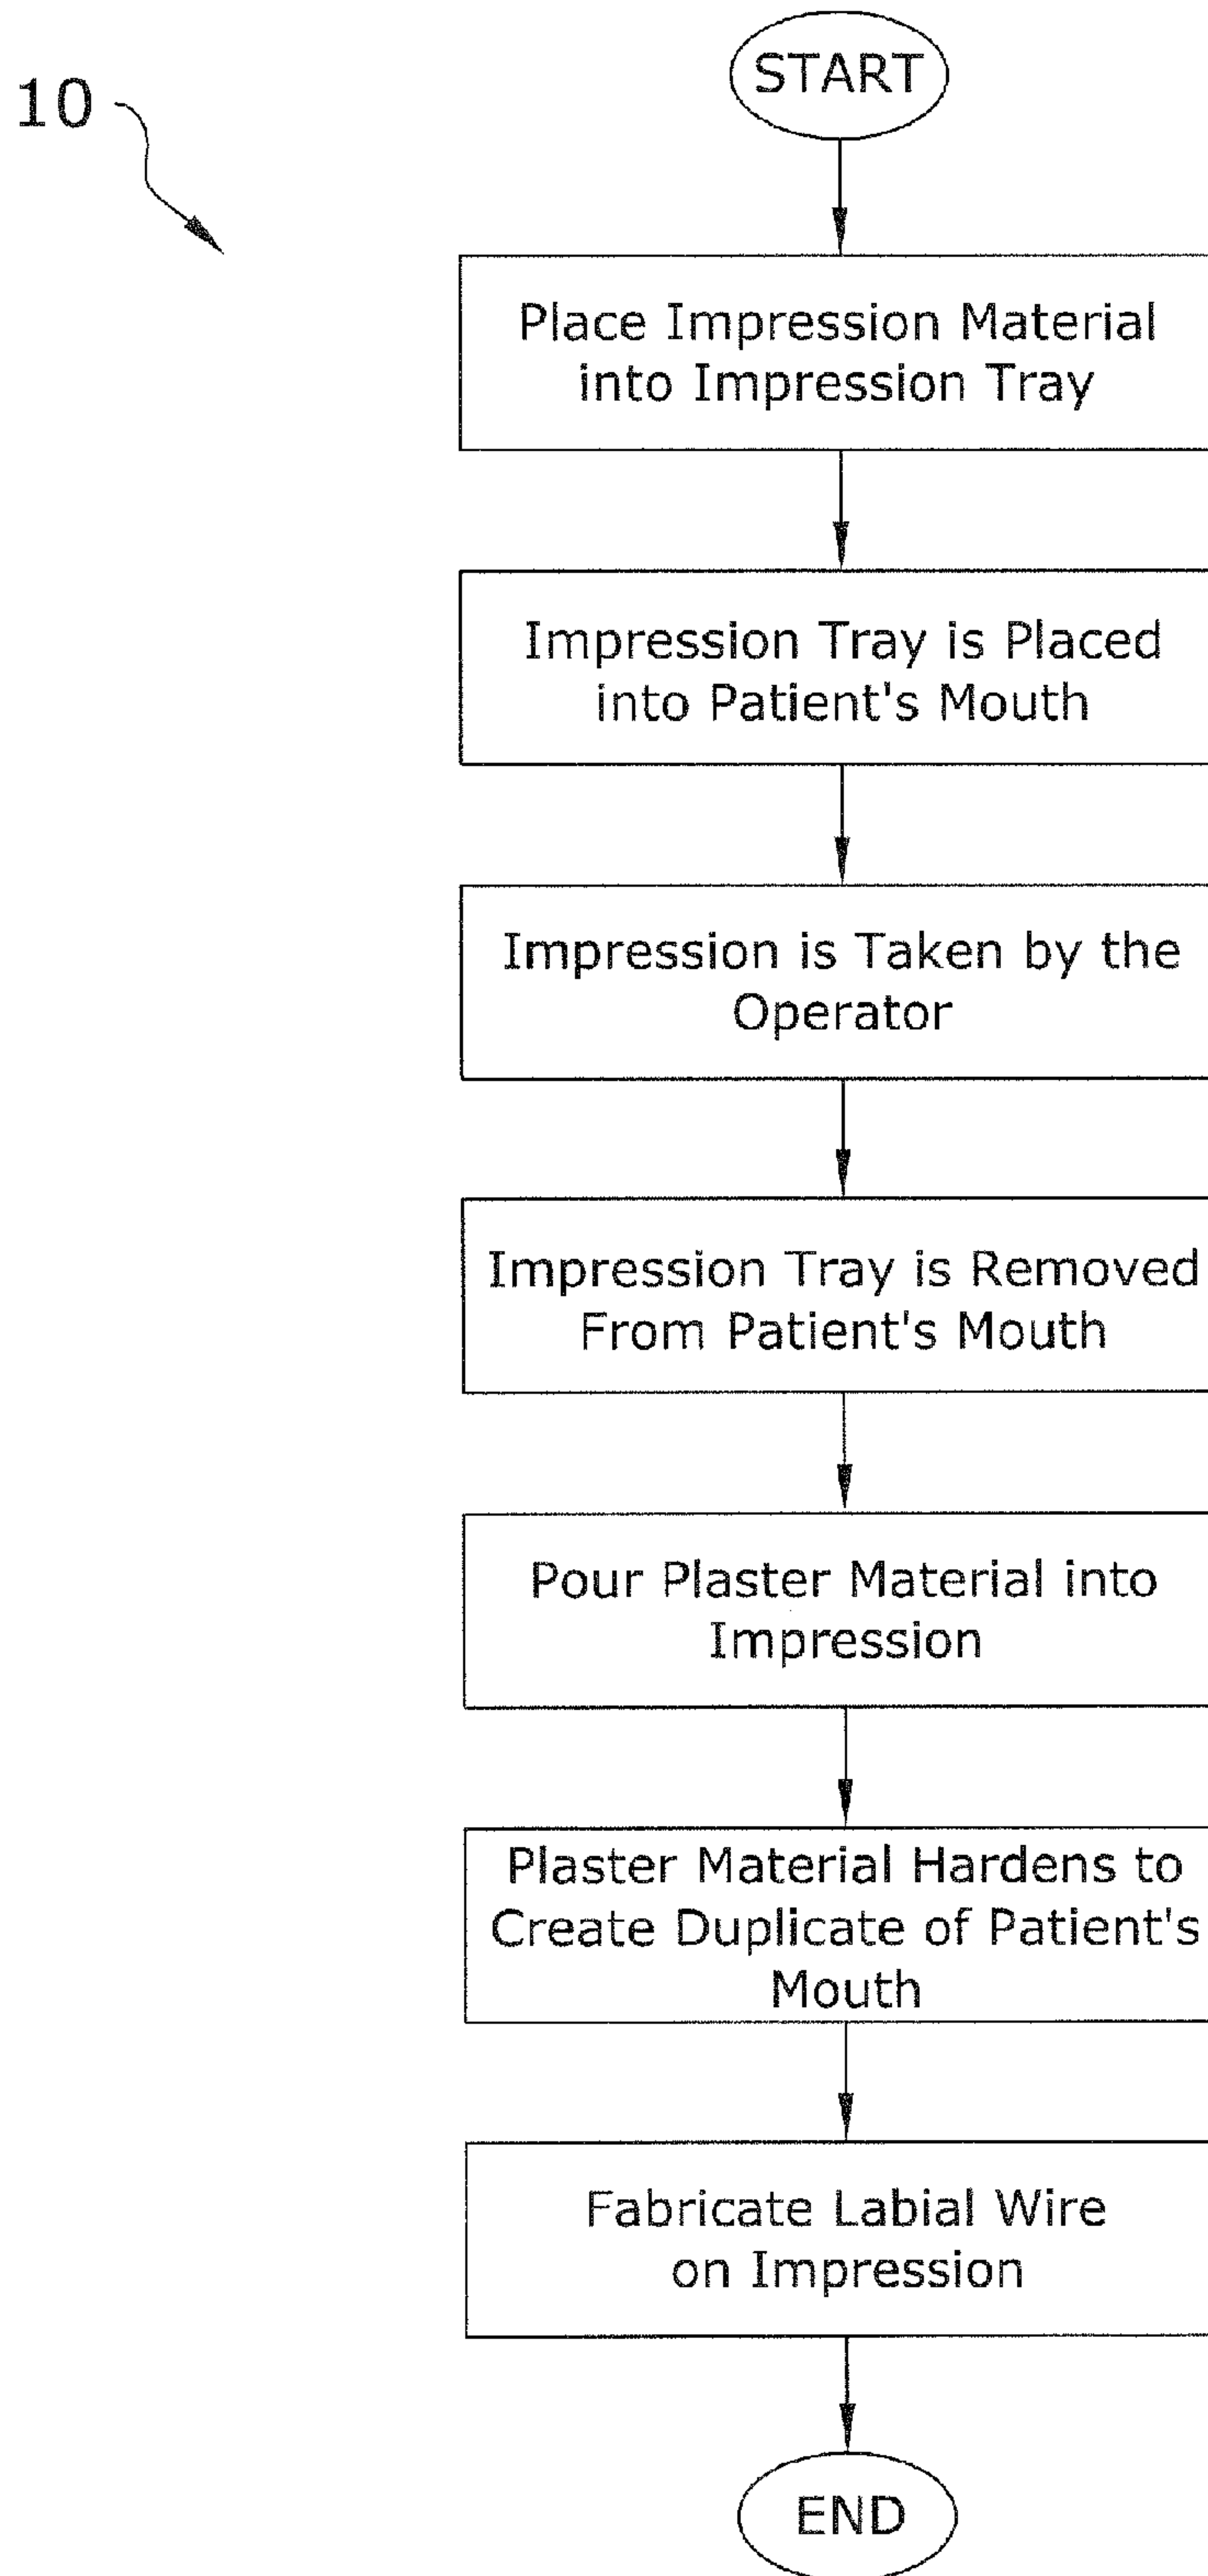 10
START
Place Impression Material
into Impression Tray
Impression Tray is Placed
into Patient's Mouth
Impression is Taken by the
Operator
Impression Tray is Removed
From Patient's Mouth
Pour Plaster Material into
Impression
Plaster Material Hardens to
Create Duplicate of Patient's
Mouth
Fabricate Labial Wire
on Impression
END